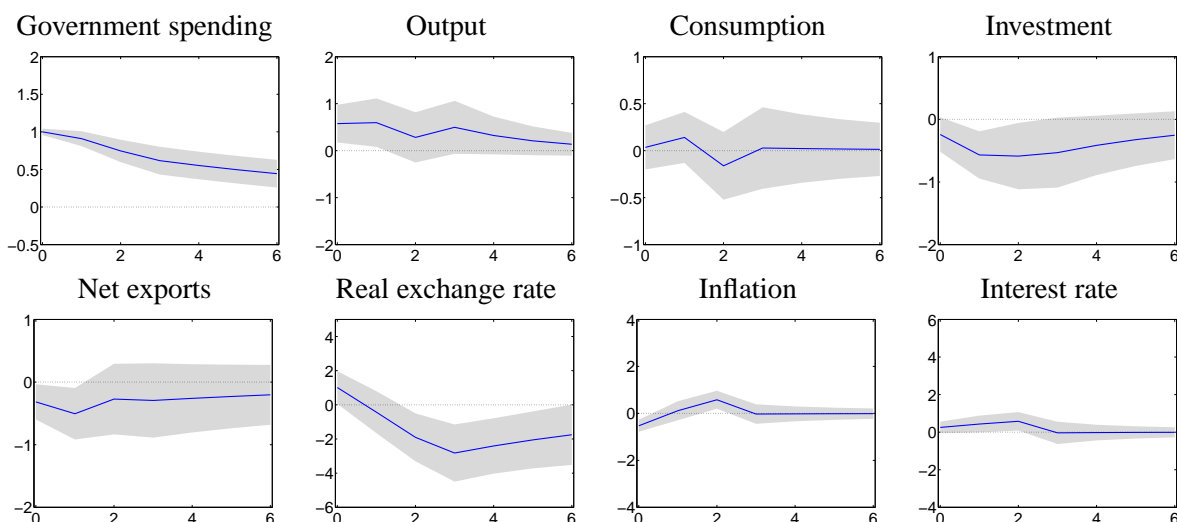 Government spending Output Consumption Investment
2 2 1 1
1.5
1 1 0.5 0
0.5 0 0
0 −1 −0.5 −1
−0.5 −2 −1 −2
0 2 4 6 0 2 4 6 0 2 4 6 0 2 4 6
Net exports Real exchange rate Inflation Interest rate
1 4 4 6
2 2 4
0 0 2
−2 0 0
−1 −4 −2 −2
−2 −6 −4 −4
0 2 4 6 0 2 4 6 0 2 4 6 0 2 4 6